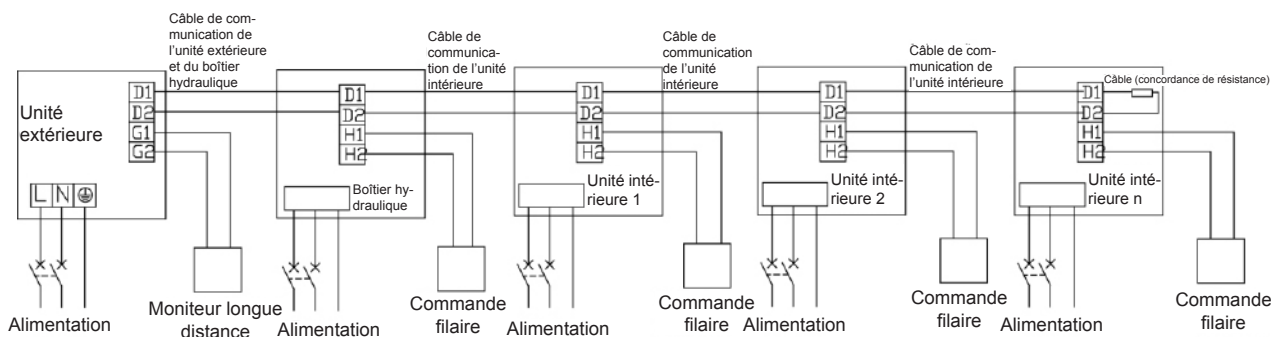 Câble de com-
munication de
l'unité extérieure
et du boîtier
hydraulique
Câble de
communica-
tion de l'unité
intérieure
Câble de
communication
de l'unité
intérieure
Câble de com-
munication de
l'unité intérieure
Câble (concordance de résistance)
Unité
extérieure
D1
D2
G1
G2
L N
D1
D2
H1
H2
Boîtier hy-
draulique
D1
D2
H1
H2
Unité inté-
rieure 1
D1
D2
H1
H2
Unité inté-
rieure 2
D1
D2
H1
H2
Unité inté-
rieure n
Alimentation
Moniteur longue
distance
Alimentation
Commande
filaire
Alimentation
Commande
filaire
Alimentation
Commande
filaire
Alimentation
Commande
filaire